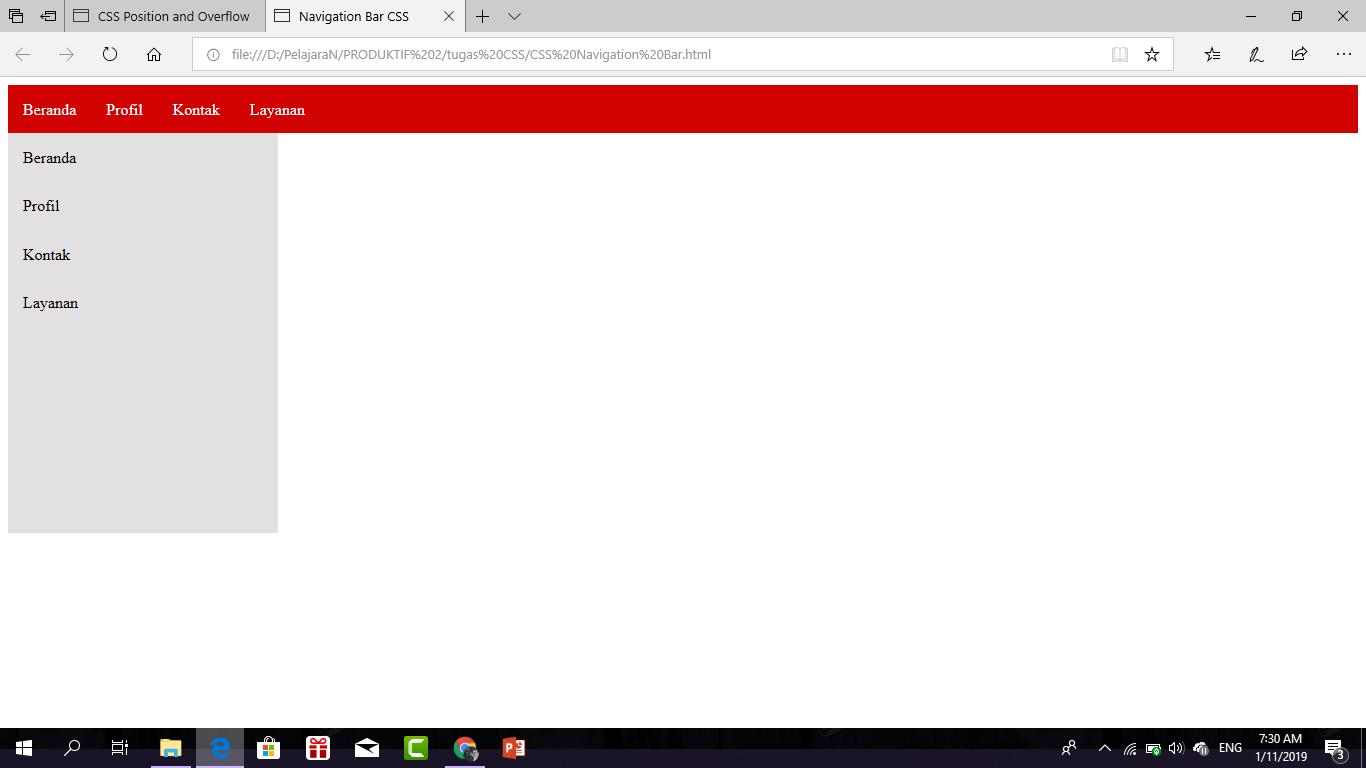 CSS Position and Overflow
Navigation Bar CSS
file:///D:/PelajaraN/PRODUKTIF%202/tugas%20CSS/CSS%20Navigation%20Bar.html
Beranda Profil Kontak Layanan
Beranda
Profil
Kontak
Layanan
ENG
7:30 AM
1/11/2019
3